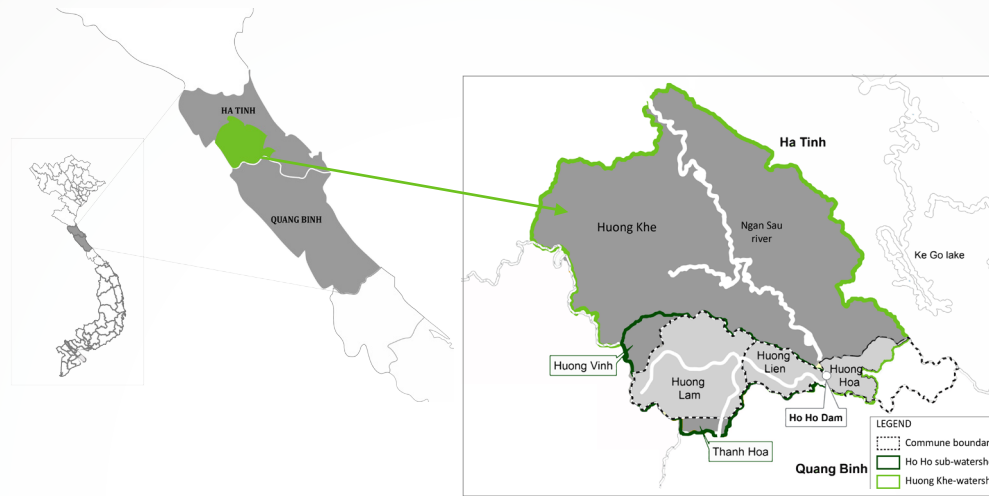 HA TINH
QUANG BINH
Ha Tinh
Huong Khe
Ngan Sau
river
Ke Go lake
Huong Vinh
Huong
Lam
Huong
Lien
Huong
Hoa
Ho Ho Dam
Thanh Hoa
Quang Binh
LEGEND
Commune boundar
Ho Ho sub-watersh
Huong Khe-watersh